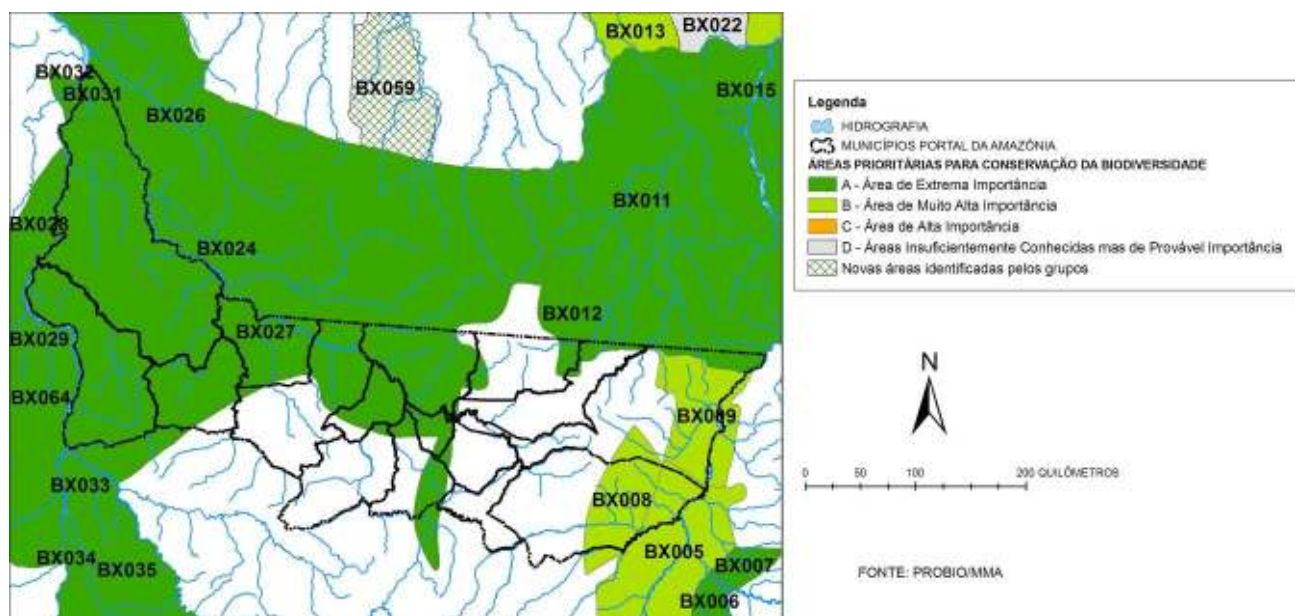 BX013
BX022
BX032
BX031
BX026
BX059
BX015
BX011
BX023
BX024
BX012
BX027
BX029
BX064
BX009
BX033
BX008
BX034
BX035
BX005
BX007
BX006
Legenda
HIDROGRAFIA
MUNICÍPIOS PORTAL DA AMAZÔNIA
ÁREAS PRIORITÁRIAS PARA CONSERVAÇÃO DA BIODIVERSIDADE
A - Área de Extrema Importância
B - Área de Muito Alta Importância
C - Área de Alta Importância
D - Áreas Insuficientemente Conhecidas mas de Provável Importância
Novas áreas identificadas pelos grupos
N
0 50 100 200 QUILÔMETROS
FONTE: PROBIO/MMA